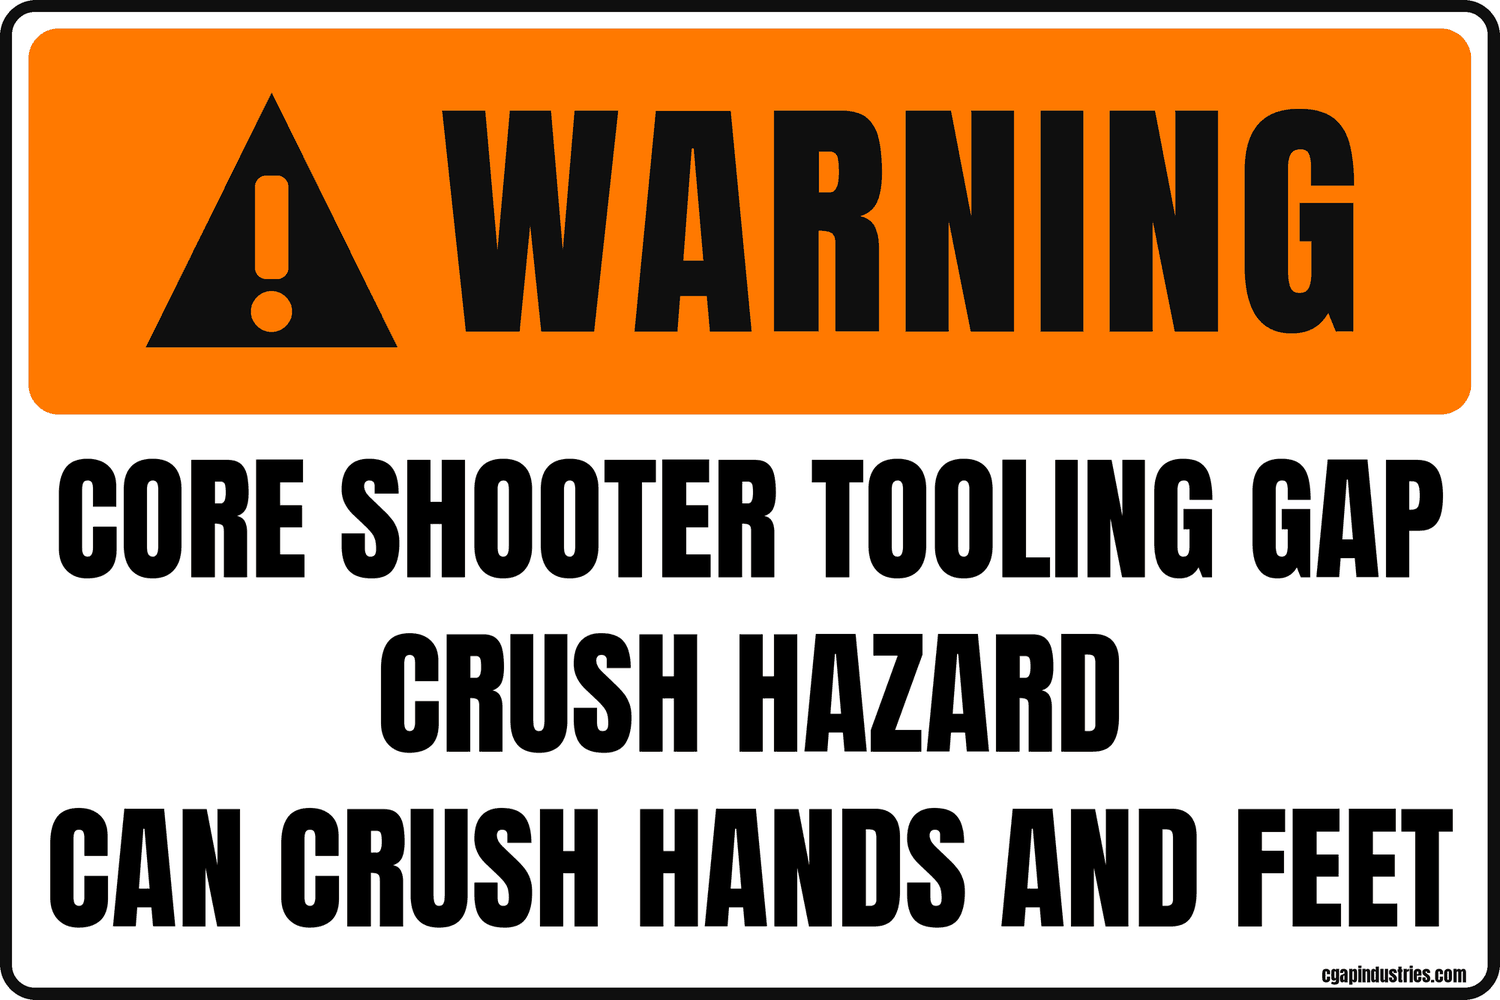 WARNING
CORE SHOOTER TOOLING GAP
CRUSH HAZARD
CAN CRUSH HANDS AND FEET
cgapindustries.com